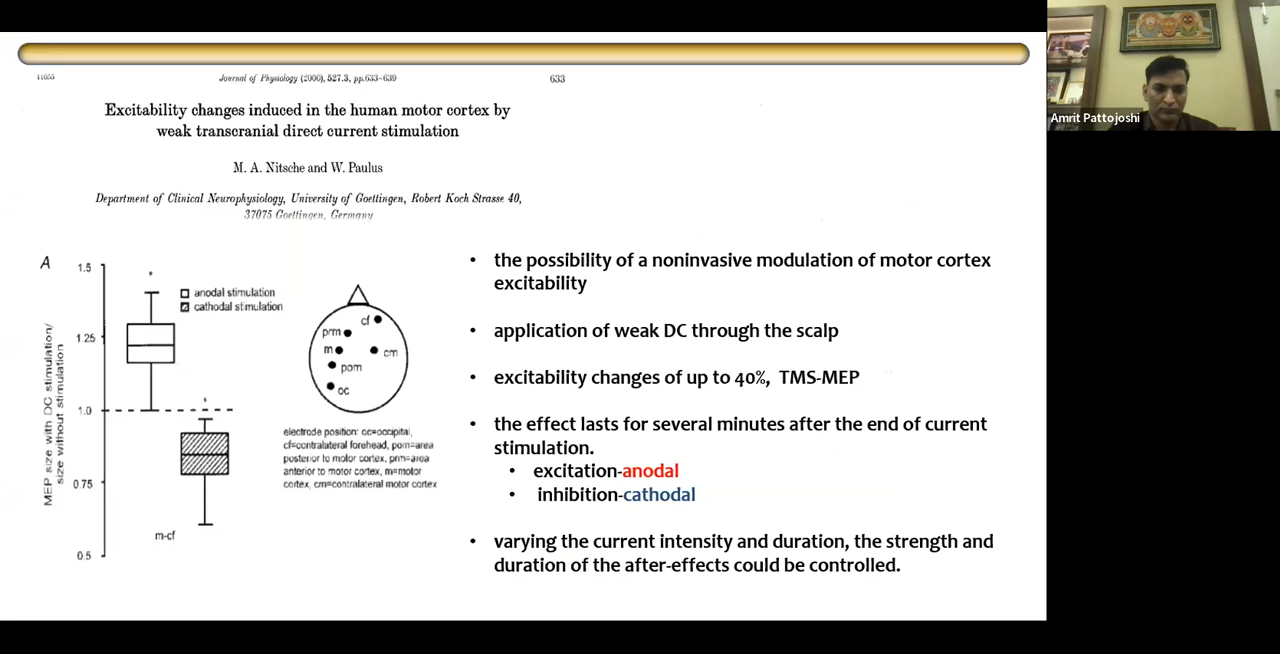 11055
Journal of Physiology (2000), 527.3, pp.633–639
633
Excitability changes induced in the human motor cortex by
weak transcranial direct current stimulation
M. A. Nitsche and W. Paulus
Department of Clinical Neurophysiology, University of Goettingen, Robert Koch Strasse 40,
37075 Goettingen, Germany
A
1.5
1.25
1.0
0.75
0.5
MEP size with DC stimulation/
size without stimulation
anodal stimulation
cathodal stimulation
m-cf
cf
prm
m
cm
pom
oc
electrode position: oc=occipital,
cf=contralateral forehead, pom=area
posterior to motor cortex, prm=area
anterior to motor cortex, m=motor
cortex, cm=contralateral motor cortex
• the possibility of a noninvasive modulation of motor cortex
excitability
• application of weak DC through the scalp
• excitability changes of up to 40%, TMS-MEP
• the effect lasts for several minutes after the end of current
stimulation.
• excitation-anodal
• inhibition-cathodal
• varying the current intensity and duration, the strength and
duration of the after-effects could be controlled.
Amrit Pattojoshi